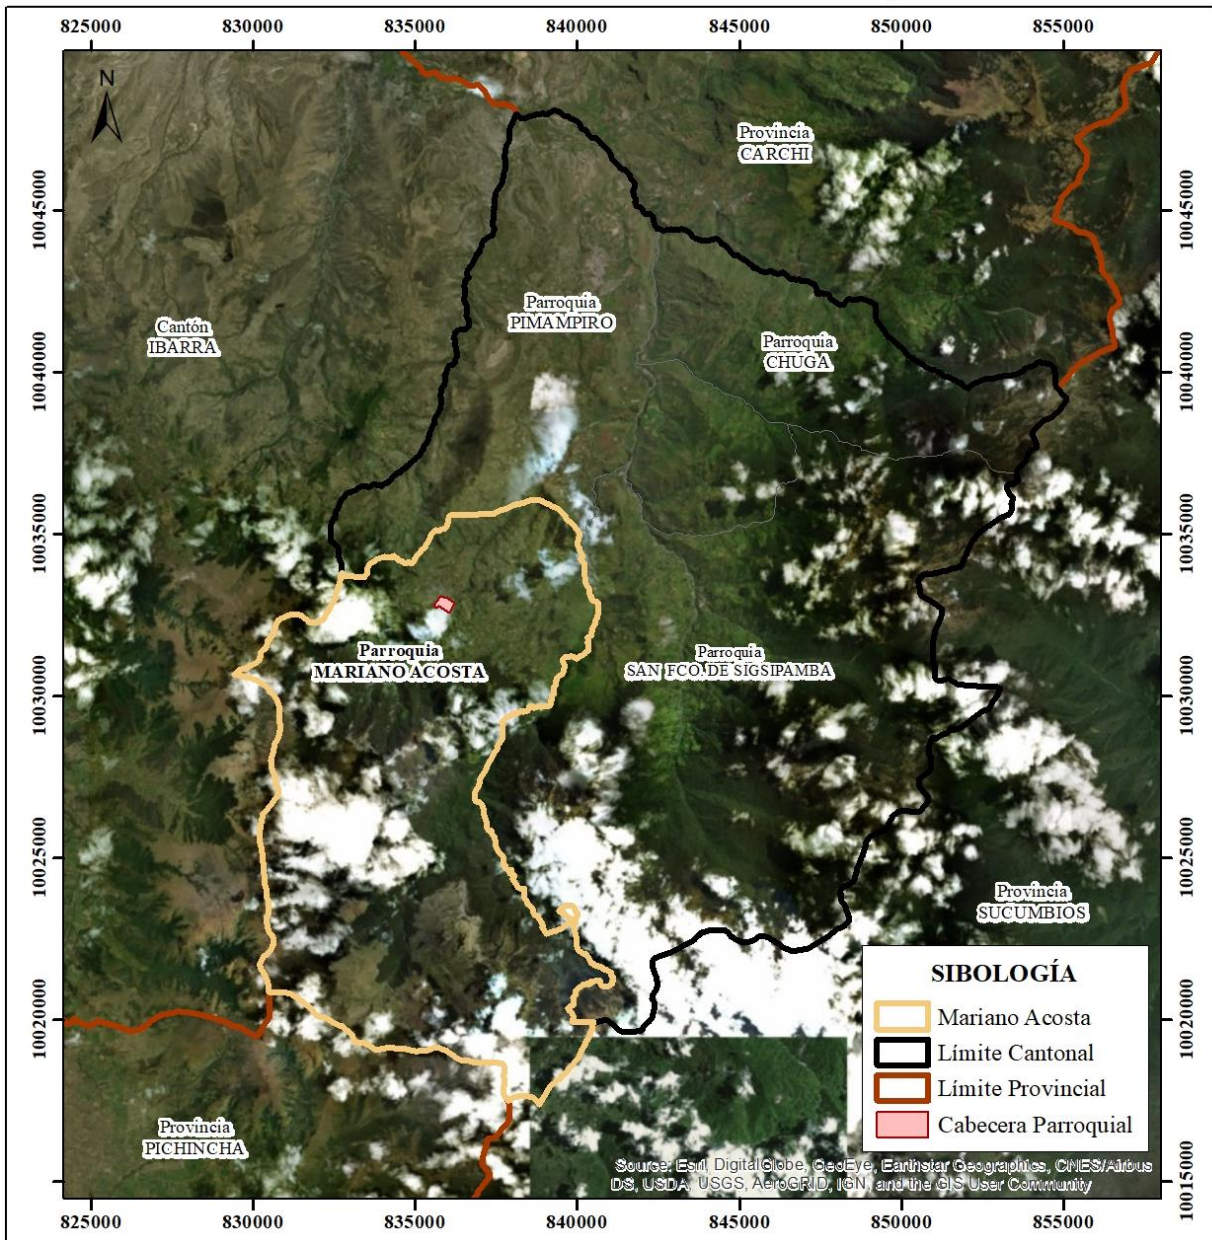 825000 830000 835000 840000 845000 850000 855000
N
Provincia
CARCHI
10045000
10045000
Parroquia
PIMAMPIRO
Cantón
IBARRA
Parroquia
CHUGA
10040000
10040000
10035000
10035000
Parroquia
MARIANO ACOSTA
Parroquia
SAN FCO. DE SIGSIPAMBA
10030000
10030000
10025000
10025000
Provincia
SUCUMBIOS
SIBOLOGÍA
Mariano Acosta
Límite Cantonal
Límite Provincial
Cabecera Parroquial
10020000
10020000
Provincia
PICHINCHA
Source: Esri, DigitalGlobe, GeoEye, Earthstar Geographics, CNES/Airbus
DS, USDA, USGS, AeroGRID, IGN, and the GIS User Community
10015000
10015000
825000 830000 835000 840000 845000 850000 855000